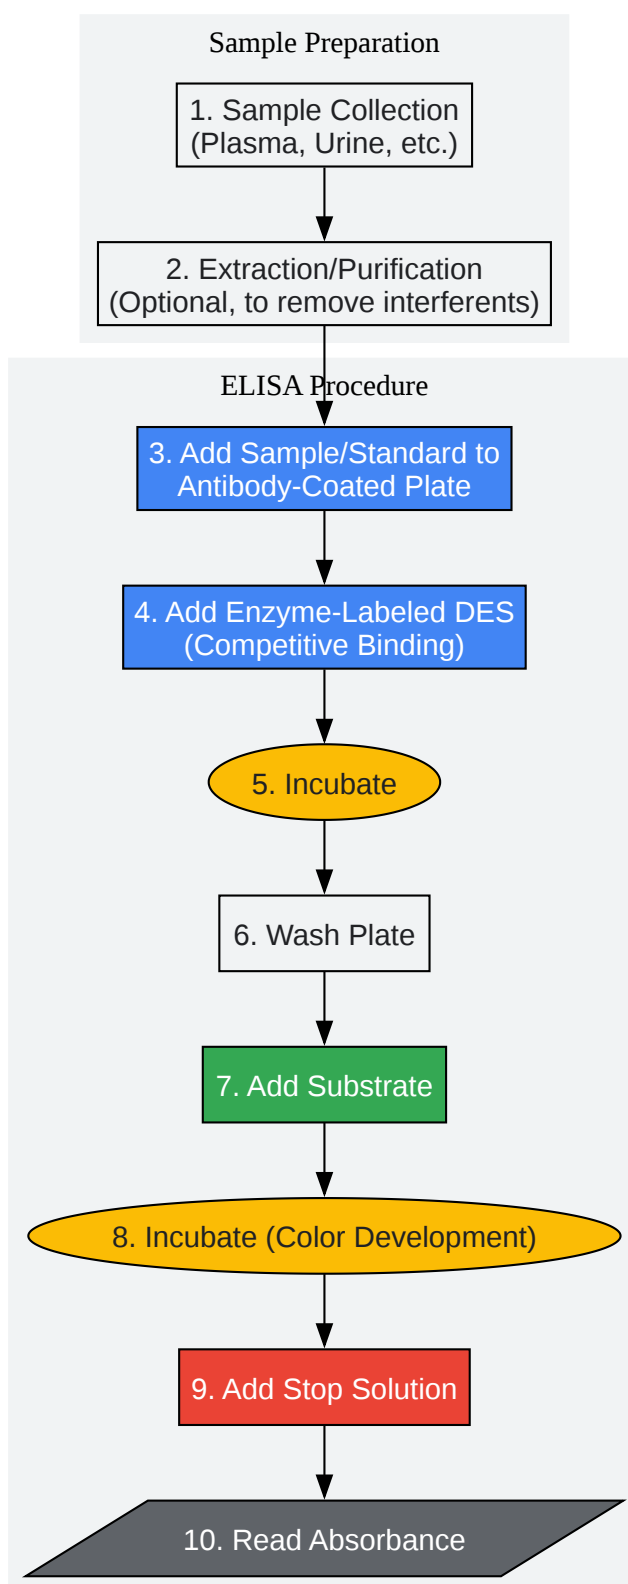 Sample Preparation
1. Sample Collection
(Plasma, Urine, etc.)
2. Extraction/Purification
(Optional, to remove interferents)
ELISA Procedure
3. Add Sample/Standard to
Antibody-Coated Plate
4. Add Enzyme-Labeled DES
(Competitive Binding)
5. Incubate
6. Wash Plate
7. Add Substrate
8. Incubate (Color Development)
9. Add Stop Solution
10. Read Absorbance